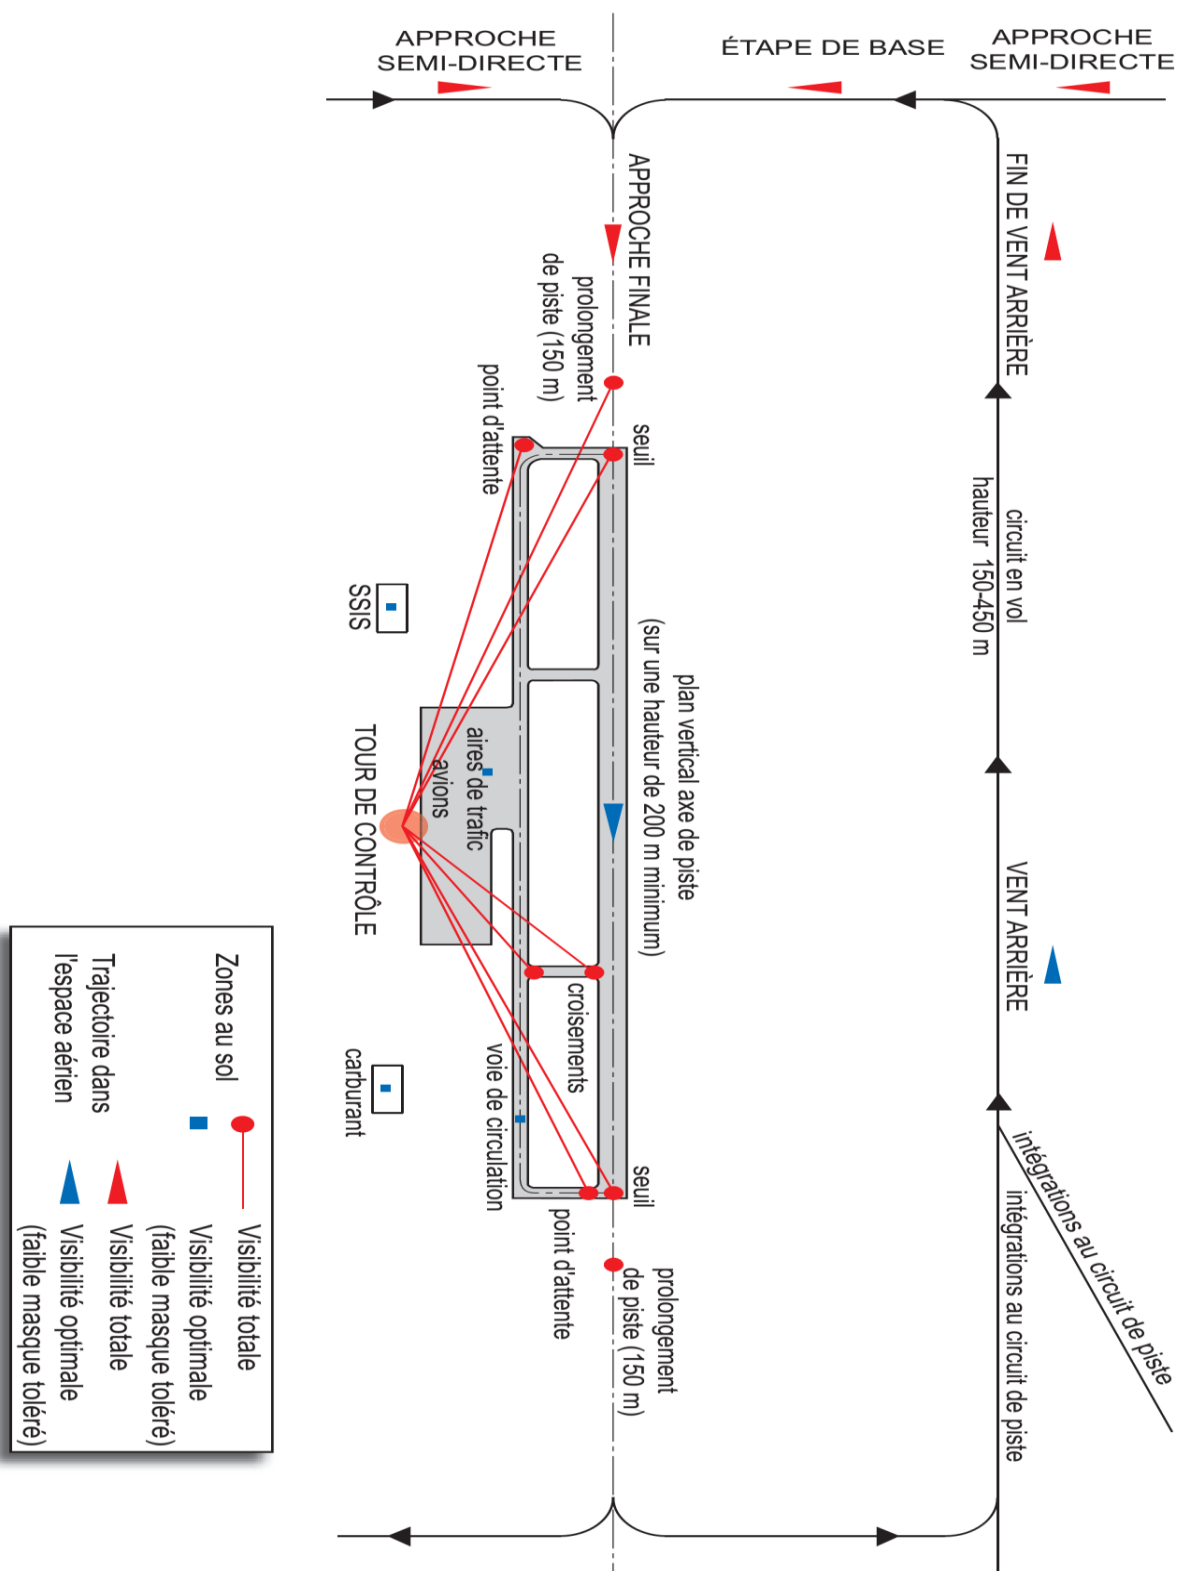 APPROCHE
SEMI-DIRECTE
ÉTAPE DE BASE
APPROCHE
SEMI-DIRECTE
FIN DE VENT ARRIÈRE
circuit en vol
hauteur 150-450 m
VENT ARRIÈRE
intégrations au circuit de piste
intégrations au circuit de piste
APPROCHE FINALE
prolongement
de piste (150 m)
point d'attente
seuil
plan vertical axe de piste
(sur une hauteur de 200 m minimum)
SSIS
aires de trafic
avions
TOUR DE CONTRÔLE
croisements
voie de circulation
carburant
seuil
point d'attente
prolongement
de piste (150 m)
Zones au sol
Visibilité totale
Visibilité optimale
(faible masque toléré)
Trajectoire dans
l'espace aérien
Visibilité totale
Visibilité optimale
(faible masque toléré)